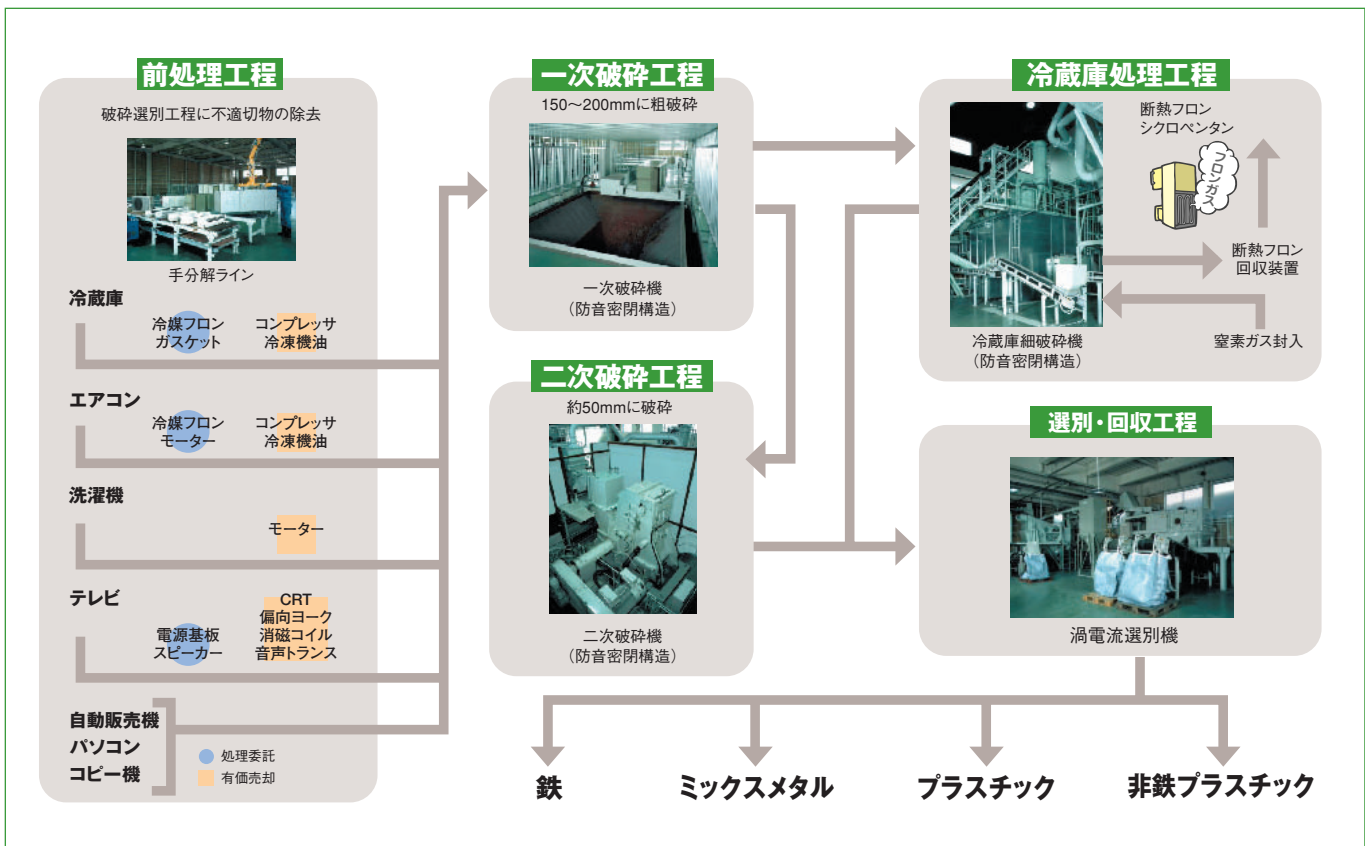 前処理工程
破砕選別工程に不適切物の除去
手分解ライン
冷蔵庫
冷媒フロン
ガスケット
コンプレッサ
冷凍機油
エアコン
冷媒フロン
モーター
コンプレッサ
冷凍機油
洗濯機
モーター
テレビ
電源基板
スピーカー
CRT
偏向ヨーク
消磁コイル
音声トランス
自動販売機
パソコン
コピー機
処理委託
有価売却
一次破砕工程
150～200mmに粗破砕
一次破砕機
(防音密閉構造)
二次破砕工程
約50mmに破砕
二次破砕機
(防音密閉構造)
冷蔵庫処理工程
断熱フロン
シクロペンタン
フロンガス
断熱フロン
回収装置
窒素ガス封入
冷蔵庫細破砕機
(防音密閉構造)
選別・回収工程
渦電流選別機
鉄
ミックスメタル
プラスチック
非鉄プラスチック